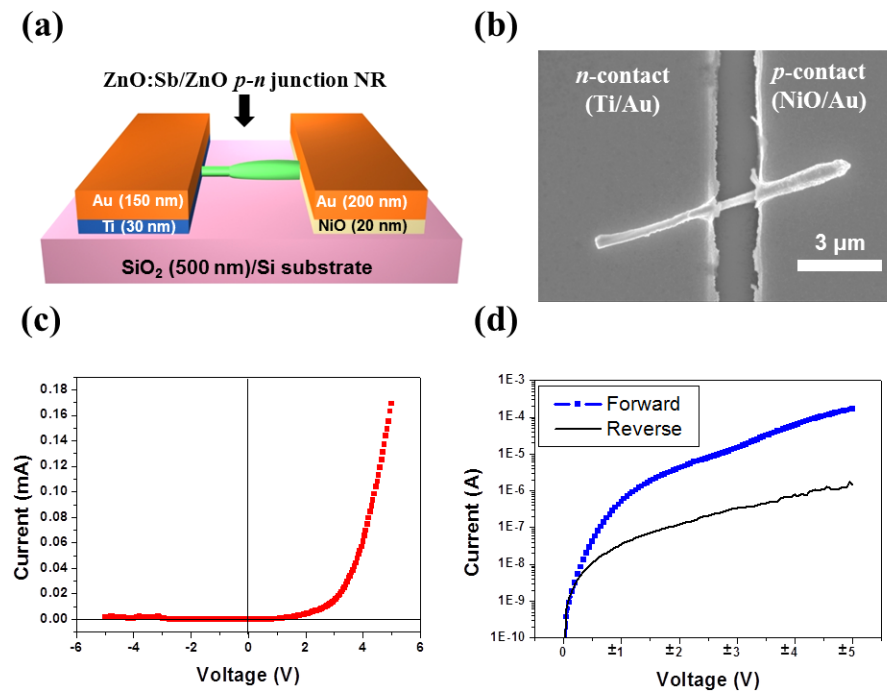 (a)
ZnO:Sb/ZnO p-n junction NR
Au (150 nm)
Au (200 nm)
Ti (30 nm)
NiO (20 nm)
SiO₂ (500 nm)/Si substrate
(b)
n-contact
(Ti/Au)
p-contact
(NiO/Au)
3 μm
(c)
Current (mA)
0.18
0.16
0.14
0.12
0.10
0.08
0.06
0.04
0.02
0.00
-6 -4 -2 0 2 4 6
Voltage (V)
(d)
Current (A)
1E-3
1E-4
1E-5
1E-6
1E-7
1E-8
1E-9
1E-10
Forward
Reverse
0 ±1 ±2 ±3 ±4 ±5
Voltage (V)